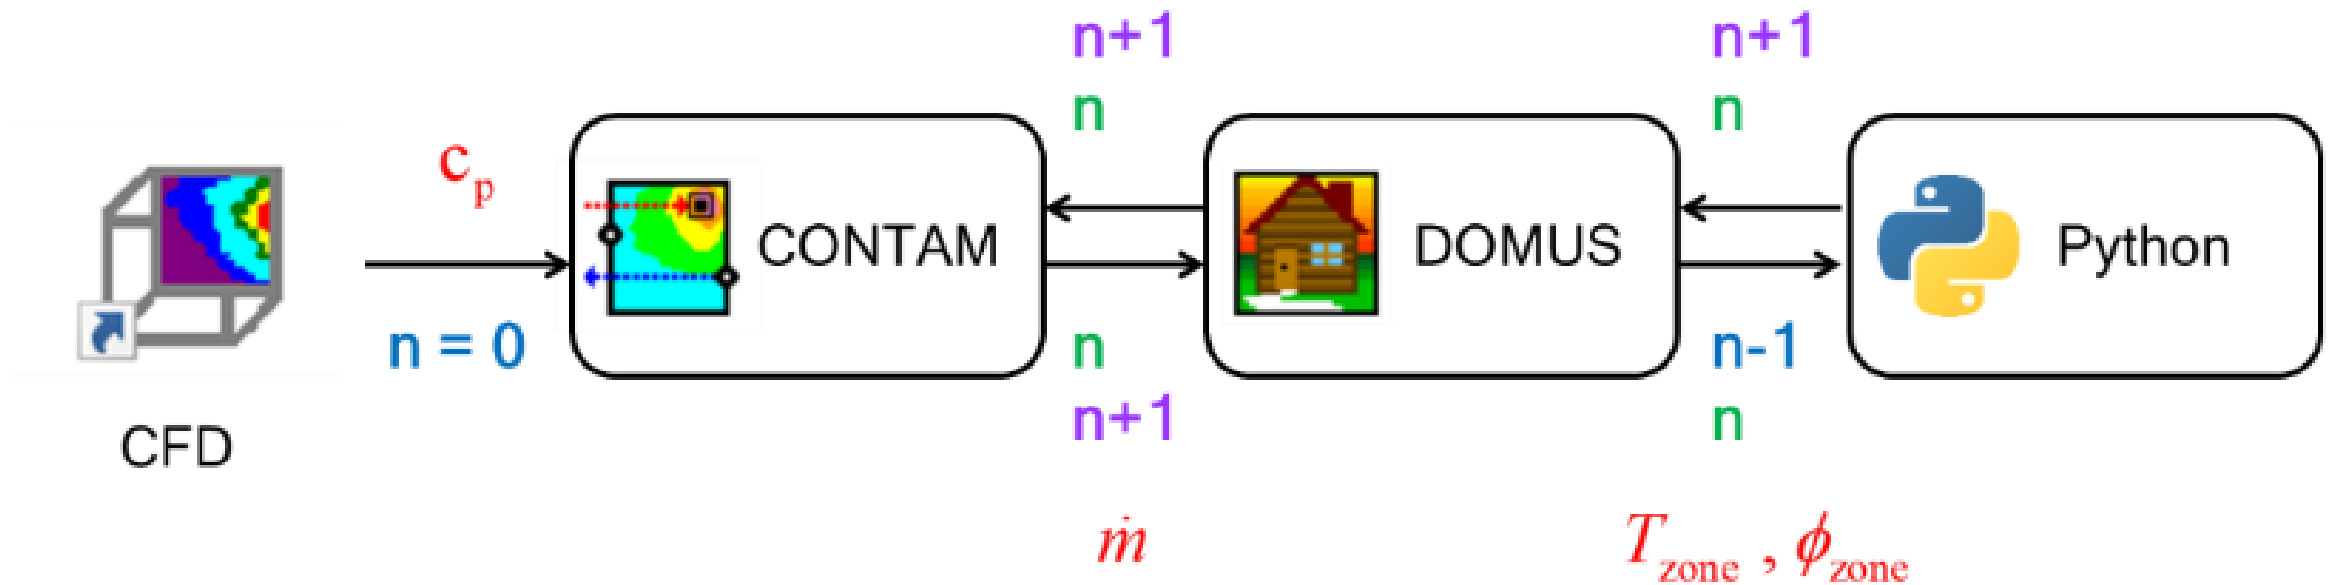 n+1
n+1
n
n
c_p
CONTAM
DOMUS
Python
n = 0
n
n-1
n+1
n
CFD
ṁ
T_zone , ϕ_zone